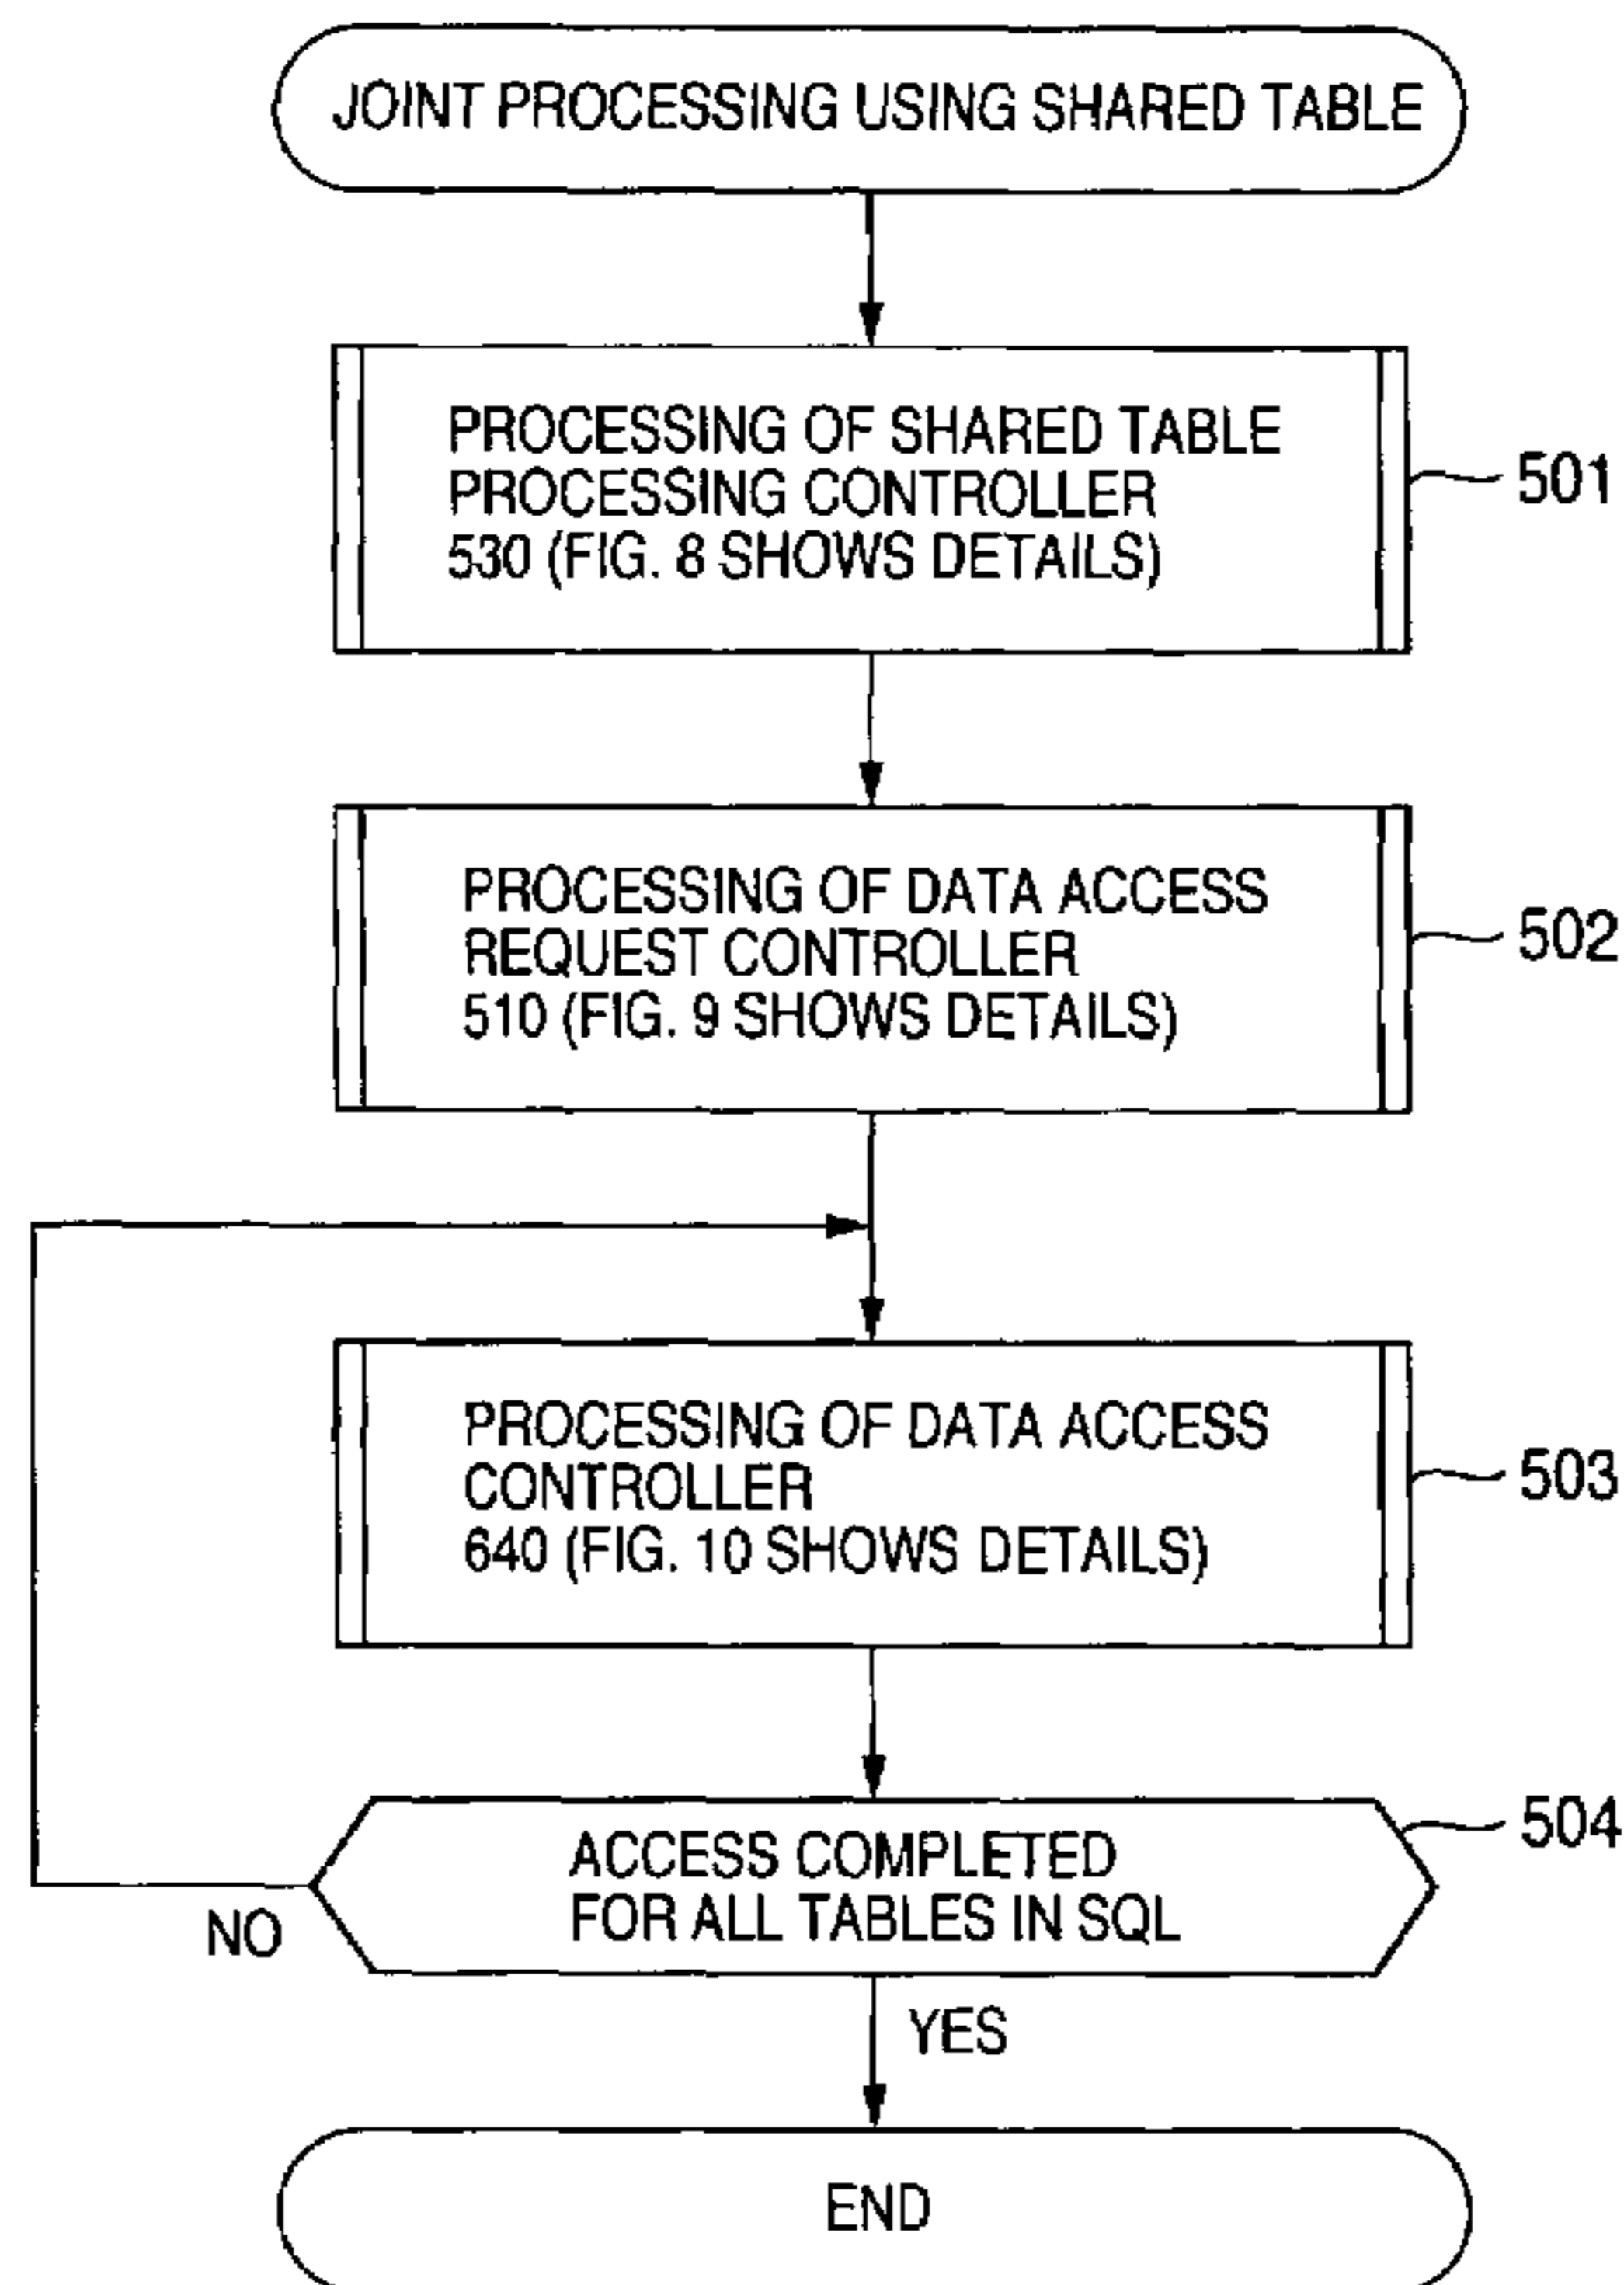 JOINT PROCESSING USING SHARED TABLE
PROCESSING OF SHARED TABLE
PROCESSING CONTROLLER
530 (FIG. 8 SHOWS DETAILS)
501
PROCESSING OF DATA ACCESS
REQUEST CONTROLLER
510 (FIG. 9 SHOWS DETAILS)
502
PROCESSING OF DATA ACCESS
CONTROLLER
640 (FIG. 10 SHOWS DETAILS)
503
ACCESS COMPLETED
FOR ALL TABLES IN SQL
504
NO
YES
END